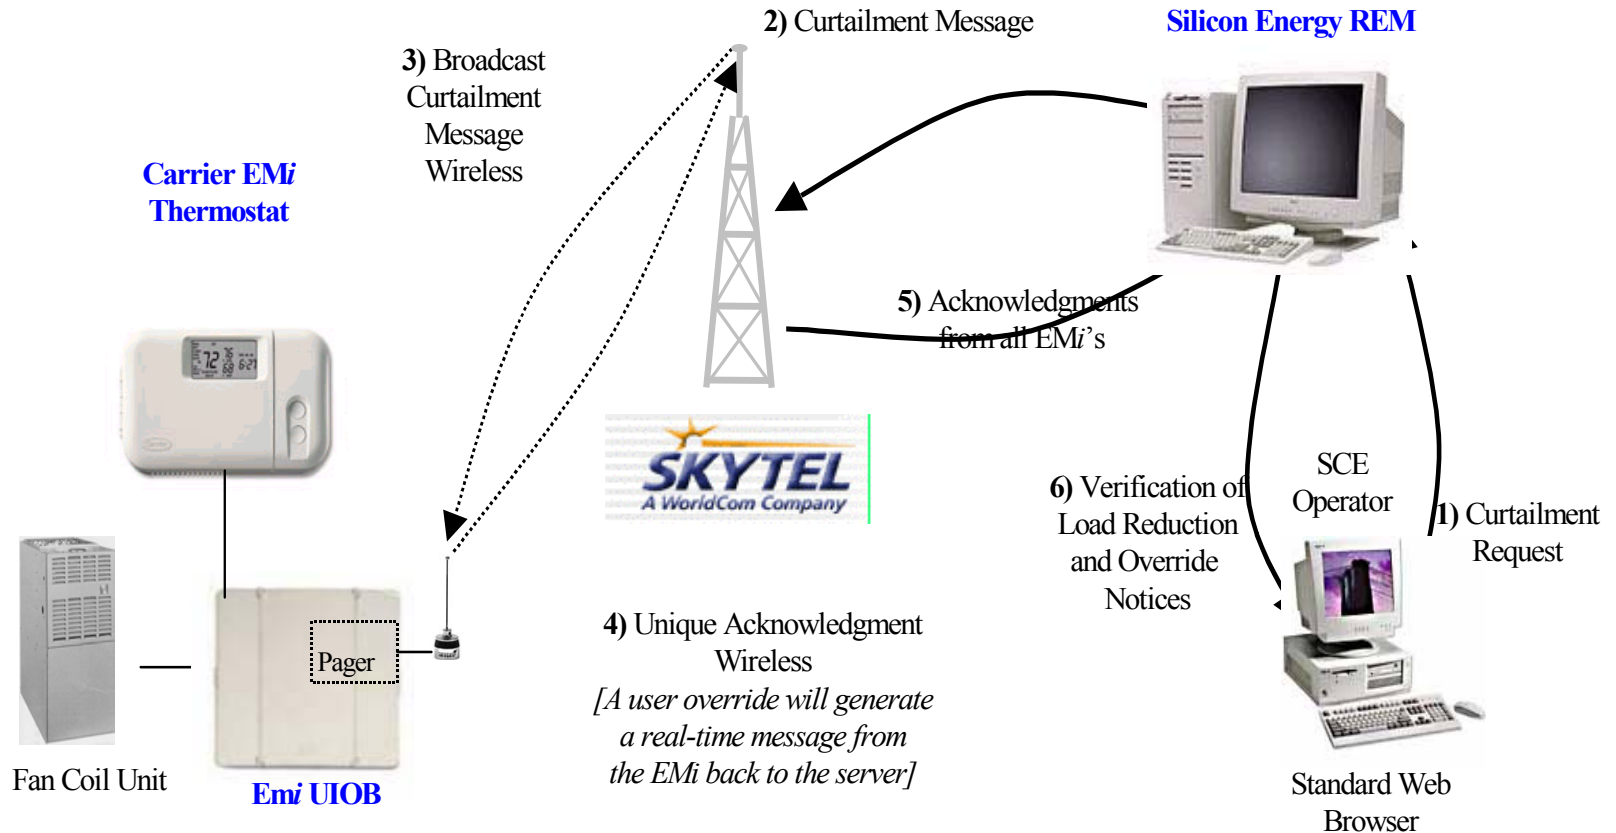 2) Curtailment Message
Silicon Energy REM
3) Broadcast
Curtailment
Message
Wireless
Carrier EMi
Thermostat
72
5) Acknowledgments
from all EMi's
SKYTEL
A WorldCom Company
SCE
Operator
6) Verification of
Load Reduction
and Override
Notices
1) Curtailment
Request
4) Unique Acknowledgment
Wireless
[A user override will generate
a real-time message from
the EMi back to the server]
Pager
Fan Coil Unit
Emi UIOB
Standard Web
Browser